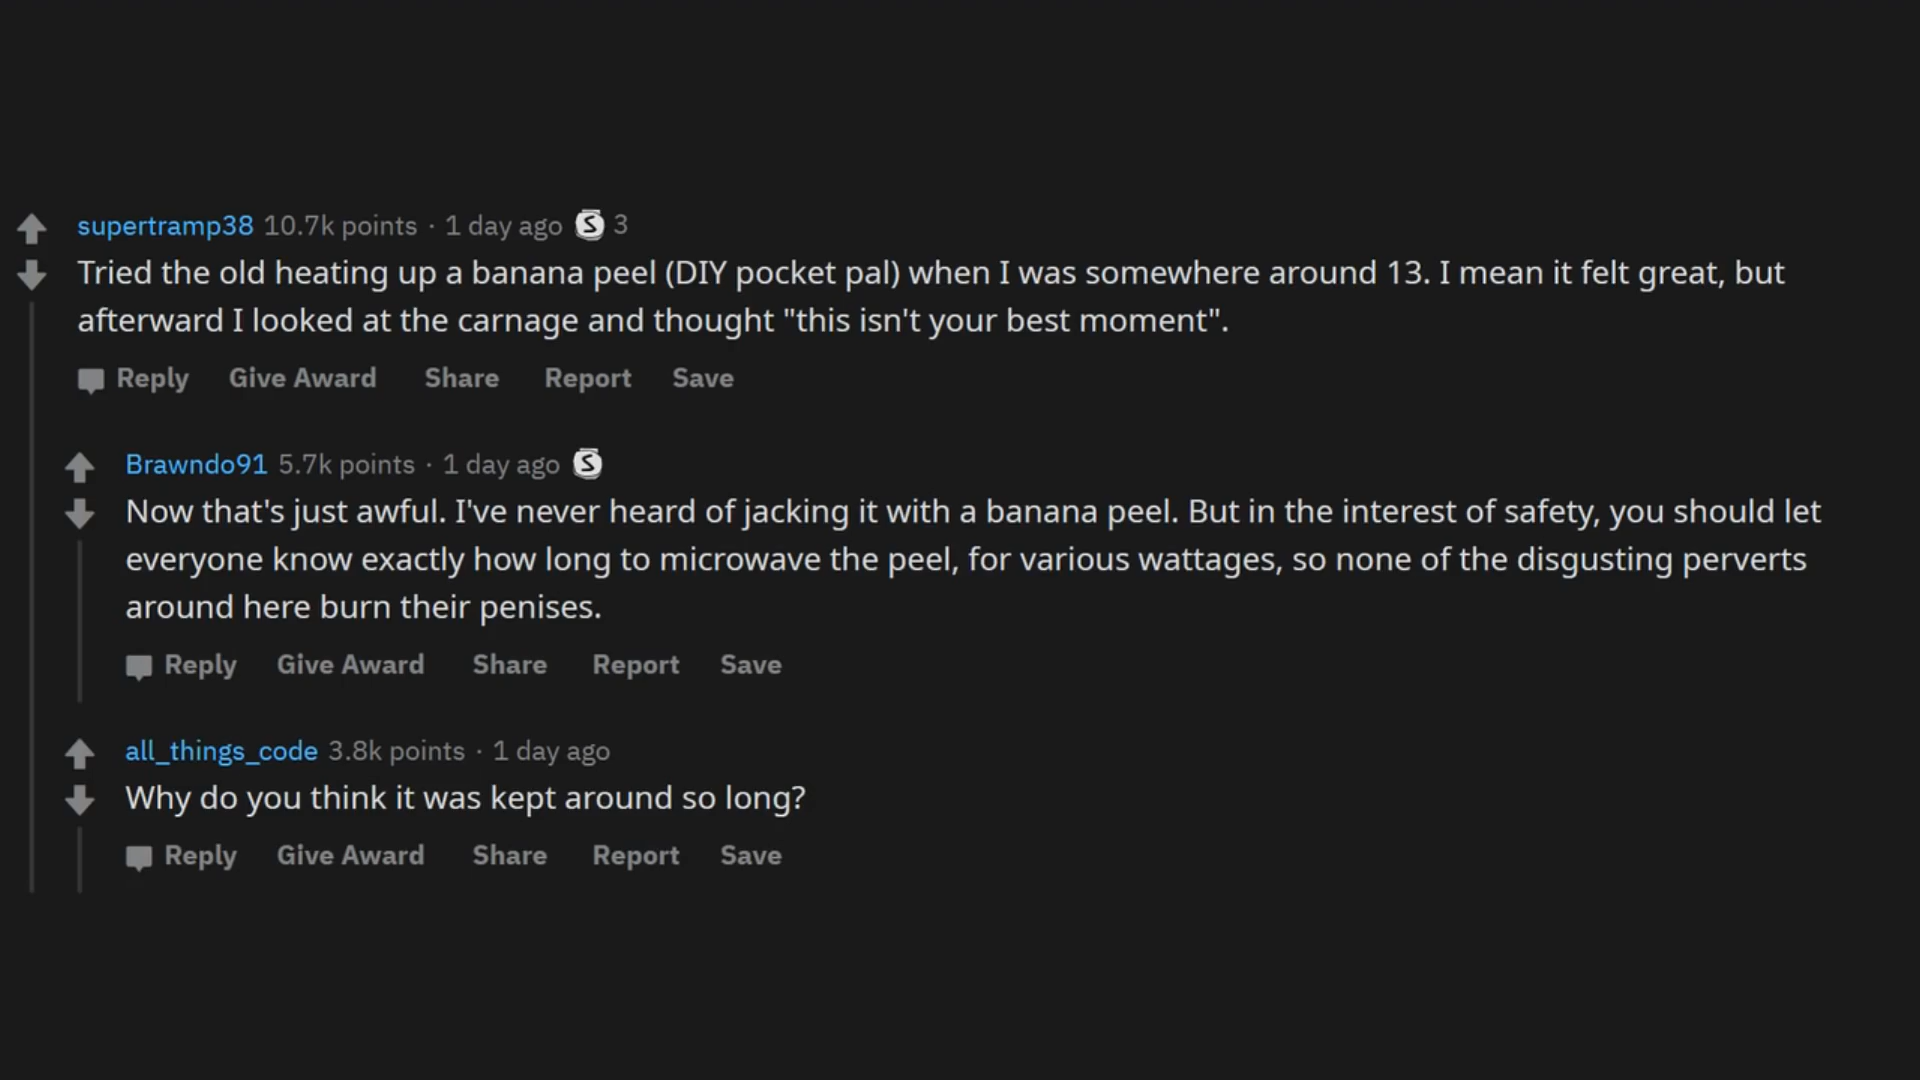 supertramp38 10.7k points · 1 day ago S 3
Tried the old heating up a banana peel (DIY pocket pal) when I was somewhere around 13. I mean it felt great, but
afterward I looked at the carnage and thought "this isn't your best moment".
Reply Give Award Share Report Save
Brawndo91 5.7k points · 1 day ago S
Now that's just awful. I've never heard of jacking it with a banana peel. But in the interest of safety, you should let
everyone know exactly how long to microwave the peel, for various wattages, so none of the disgusting perverts
around here burn their penises.
Reply Give Award Share Report Save
all_things_code 3.8k points · 1 day ago
Why do you think it was kept around so long?
Reply Give Award Share Report Save